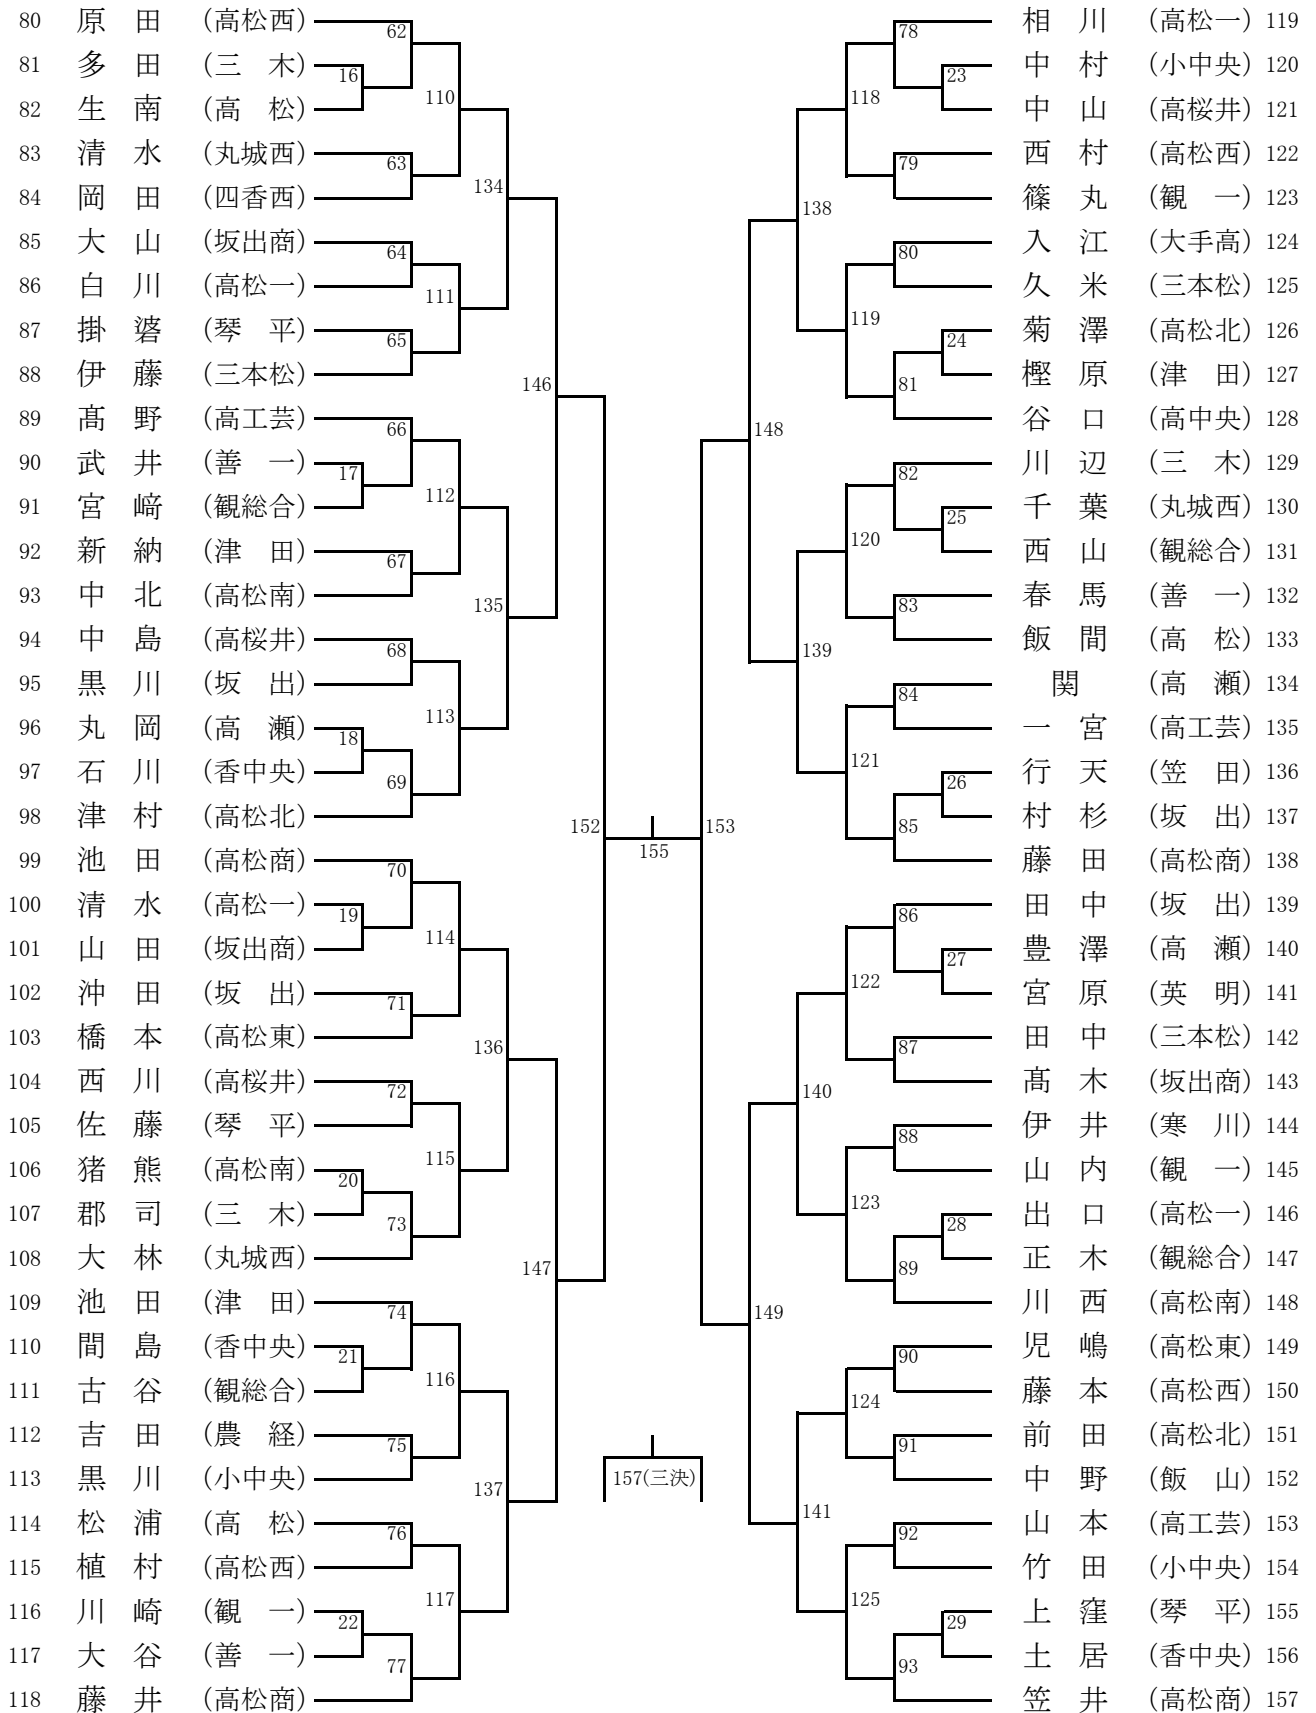 80 原 田 (高松西)
81 多 田 (三 木)
82 生 南 (高 松)
83 清 水 (丸城西)
84 岡 田 (四香西)
85 大 山 (坂出商)
86 白 川 (高松一)
87 掛 𥔎 (琴 平)
88 伊 藤 (三本松)
89 髙 野 (高工芸)
90 武 井 (善 一)
91 宮 﨑 (観総合)
92 新 納 (津 田)
93 中 北 (高松南)
94 中 島 (高桜井)
95 黒 川 (坂 出)
96 丸 岡 (高 瀬)
97 石 川 (香中央)
98 津 村 (高松北)
99 池 田 (高松商)
100 清 水 (高松一)
101 山 田 (坂出商)
102 沖 田 (坂 出)
103 橋 本 (高松東)
104 西 川 (高桜井)
105 佐 藤 (琴 平)
106 猪 熊 (高松南)
107 郡 司 (三 木)
108 大 林 (丸城西)
109 池 田 (津 田)
110 間 島 (香中央)
111 古 谷 (観総合)
112 吉 田 (農 経)
113 黒 川 (小中央)
114 松 浦 (高 松)
115 植 村 (高松西)
116 川 崎 (観 一)
117 大 谷 (善 一)
118 藤 井 (高松商)
16
17
18
19
20
21
22
62
63
64
65
66
67
68
69
70
71
72
73
74
75
76
77
110
111
112
113
114
115
116
117
134
135
136
137
146
147
152
155
157(三決)
153
148
149
138
139
140
141
118
119
120
121
122
123
124
125
78
79
80
81
82
83
84
85
86
87
88
89
90
91
92
93
23
24
25
26
27
28
29
相 川 (高松一) 119
中 村 (小中央) 120
中 山 (高桜井) 121
西 村 (高松西) 122
篠 丸 (観 一) 123
入 江 (大手高) 124
久 米 (三本松) 125
菊 澤 (高松北) 126
樫 原 (津 田) 127
谷 口 (高中央) 128
川 辺 (三 木) 129
千 葉 (丸城西) 130
西 山 (観総合) 131
春 馬 (善 一) 132
飯 間 (高 松) 133
関 (高 瀬) 134
一 宮 (高工芸) 135
行 天 (笠 田) 136
村 杉 (坂 出) 137
藤 田 (高松商) 138
田 中 (坂 出) 139
豊 澤 (高 瀬) 140
宮 原 (英 明) 141
田 中 (三本松) 142
髙 木 (坂出商) 143
伊 井 (寒 川) 144
山 内 (観 一) 145
出 口 (高松一) 146
正 木 (観総合) 147
川 西 (高松南) 148
児 嶋 (高松東) 149
藤 本 (高松西) 150
前 田 (高松北) 151
中 野 (飯 山) 152
山 本 (高工芸) 153
竹 田 (小中央) 154
上 窪 (琴 平) 155
土 居 (香中央) 156
笠 井 (高松商) 157